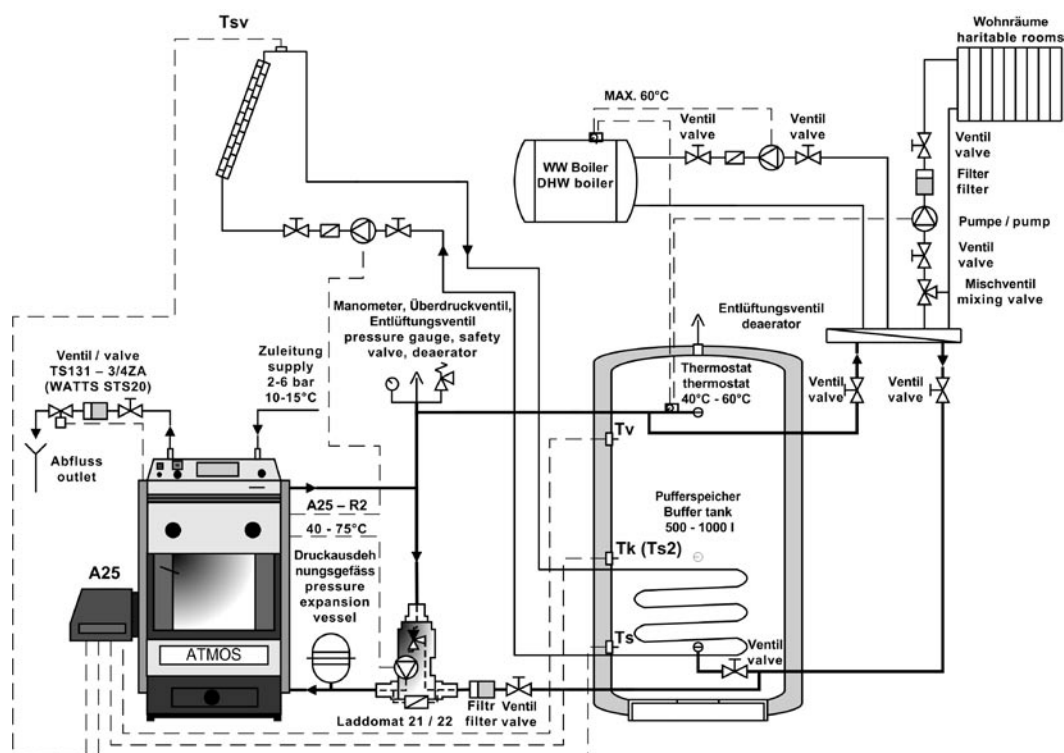 Tsv
Wohnräume
haritable rooms
MAX. 60°C
Ventil
valve
Ventil
valve
WW Boiler
DHW boiler
Ventil
valve
Filter
filter
Pumpe / pump
Ventil
valve
Mischventil
mixing valve
Manometer, Überdruckventil,
Entlüftungsventil
pressure gauge, safety
valve, deaerator
Entlüftungsventil
deaerator
Ventil / valve
TS131 – 3/4ZA
(WATTS STS20)
Zuleitung
supply
2-6 bar
10-15°C
Thermostat
thermostat
40°C - 60°C
Ventil
valve
Ventil
valve
Abfluss
outlet
Tv
A25 – R2
40 - 75°C
Pufferspeicher
Buffer tank
500 - 1000 l
Tk (Ts2)
Druckausdeh
nungsgefäss
pressure
expansion
vessel
A25
Ts
ATMOS
Ventil
valve
Laddomat 21 / 22
Filtr
filter
Ventil
valve